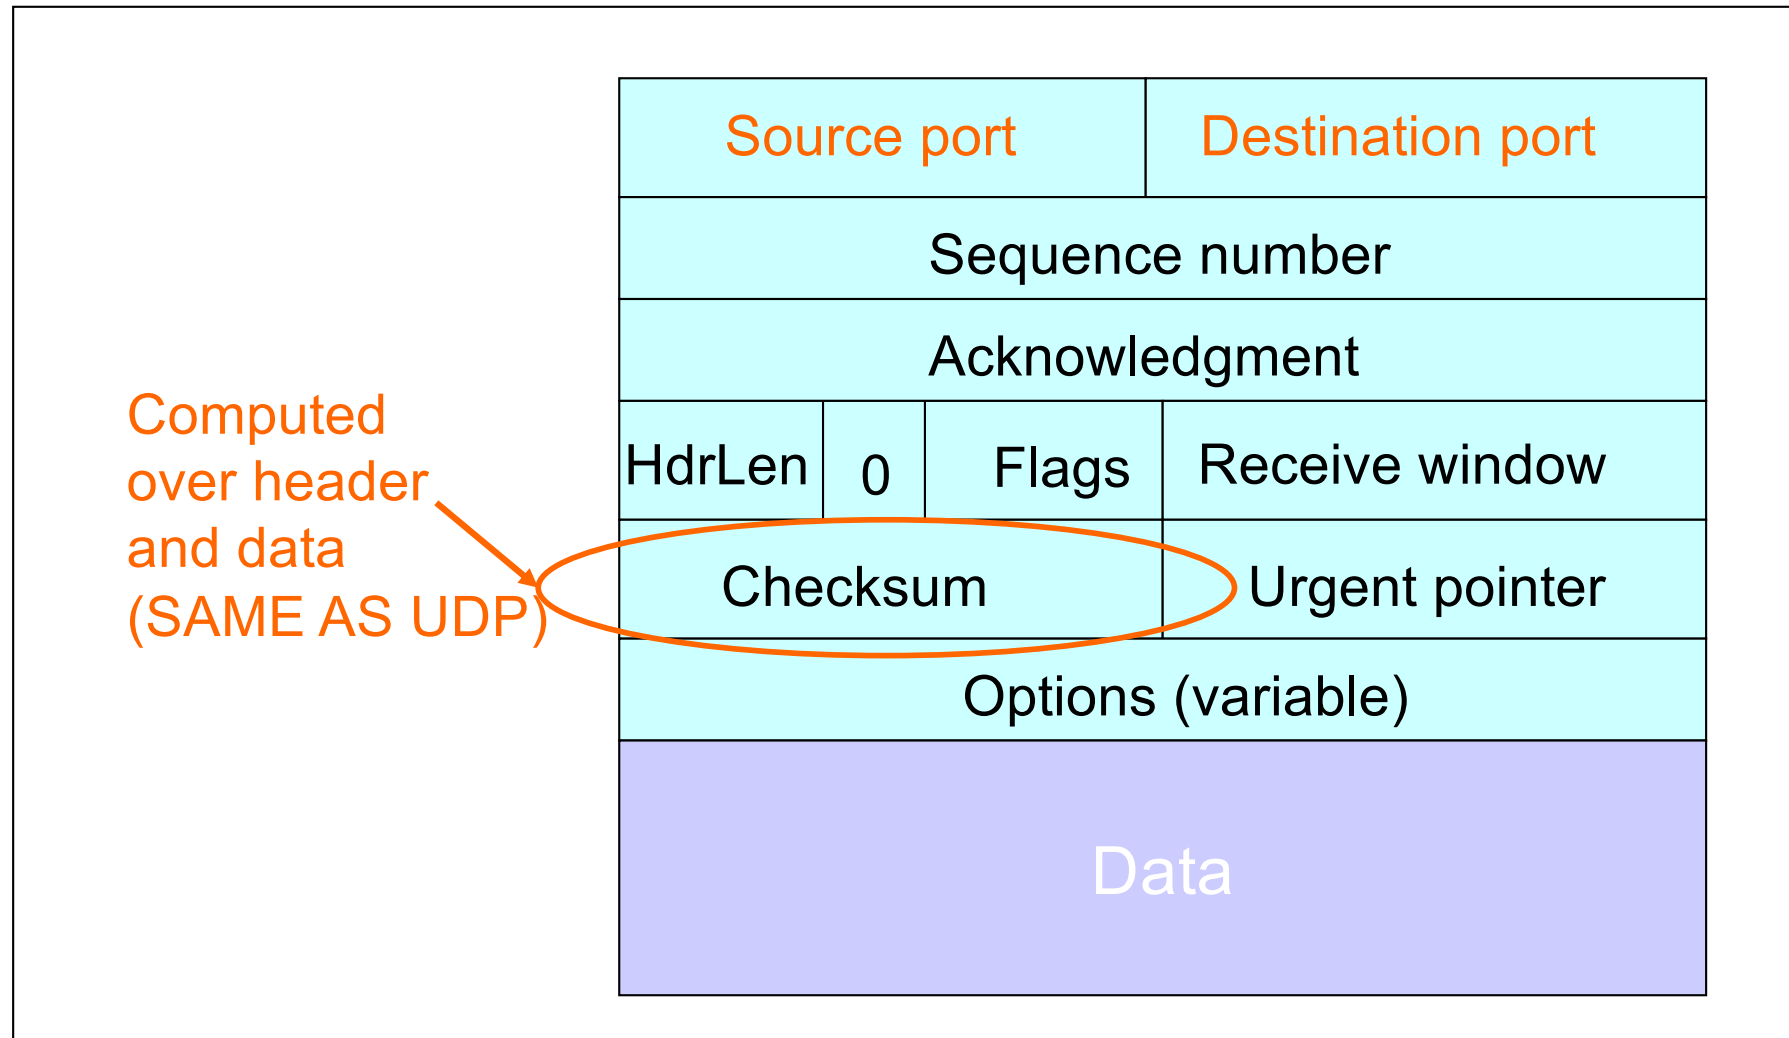 Source port Destination port
Sequence number
Acknowledgment
HdrLen 0 Flags Receive window
Checksum Urgent pointer
Options (variable)
Data
Computed
over header
and data
(SAME AS UDP)